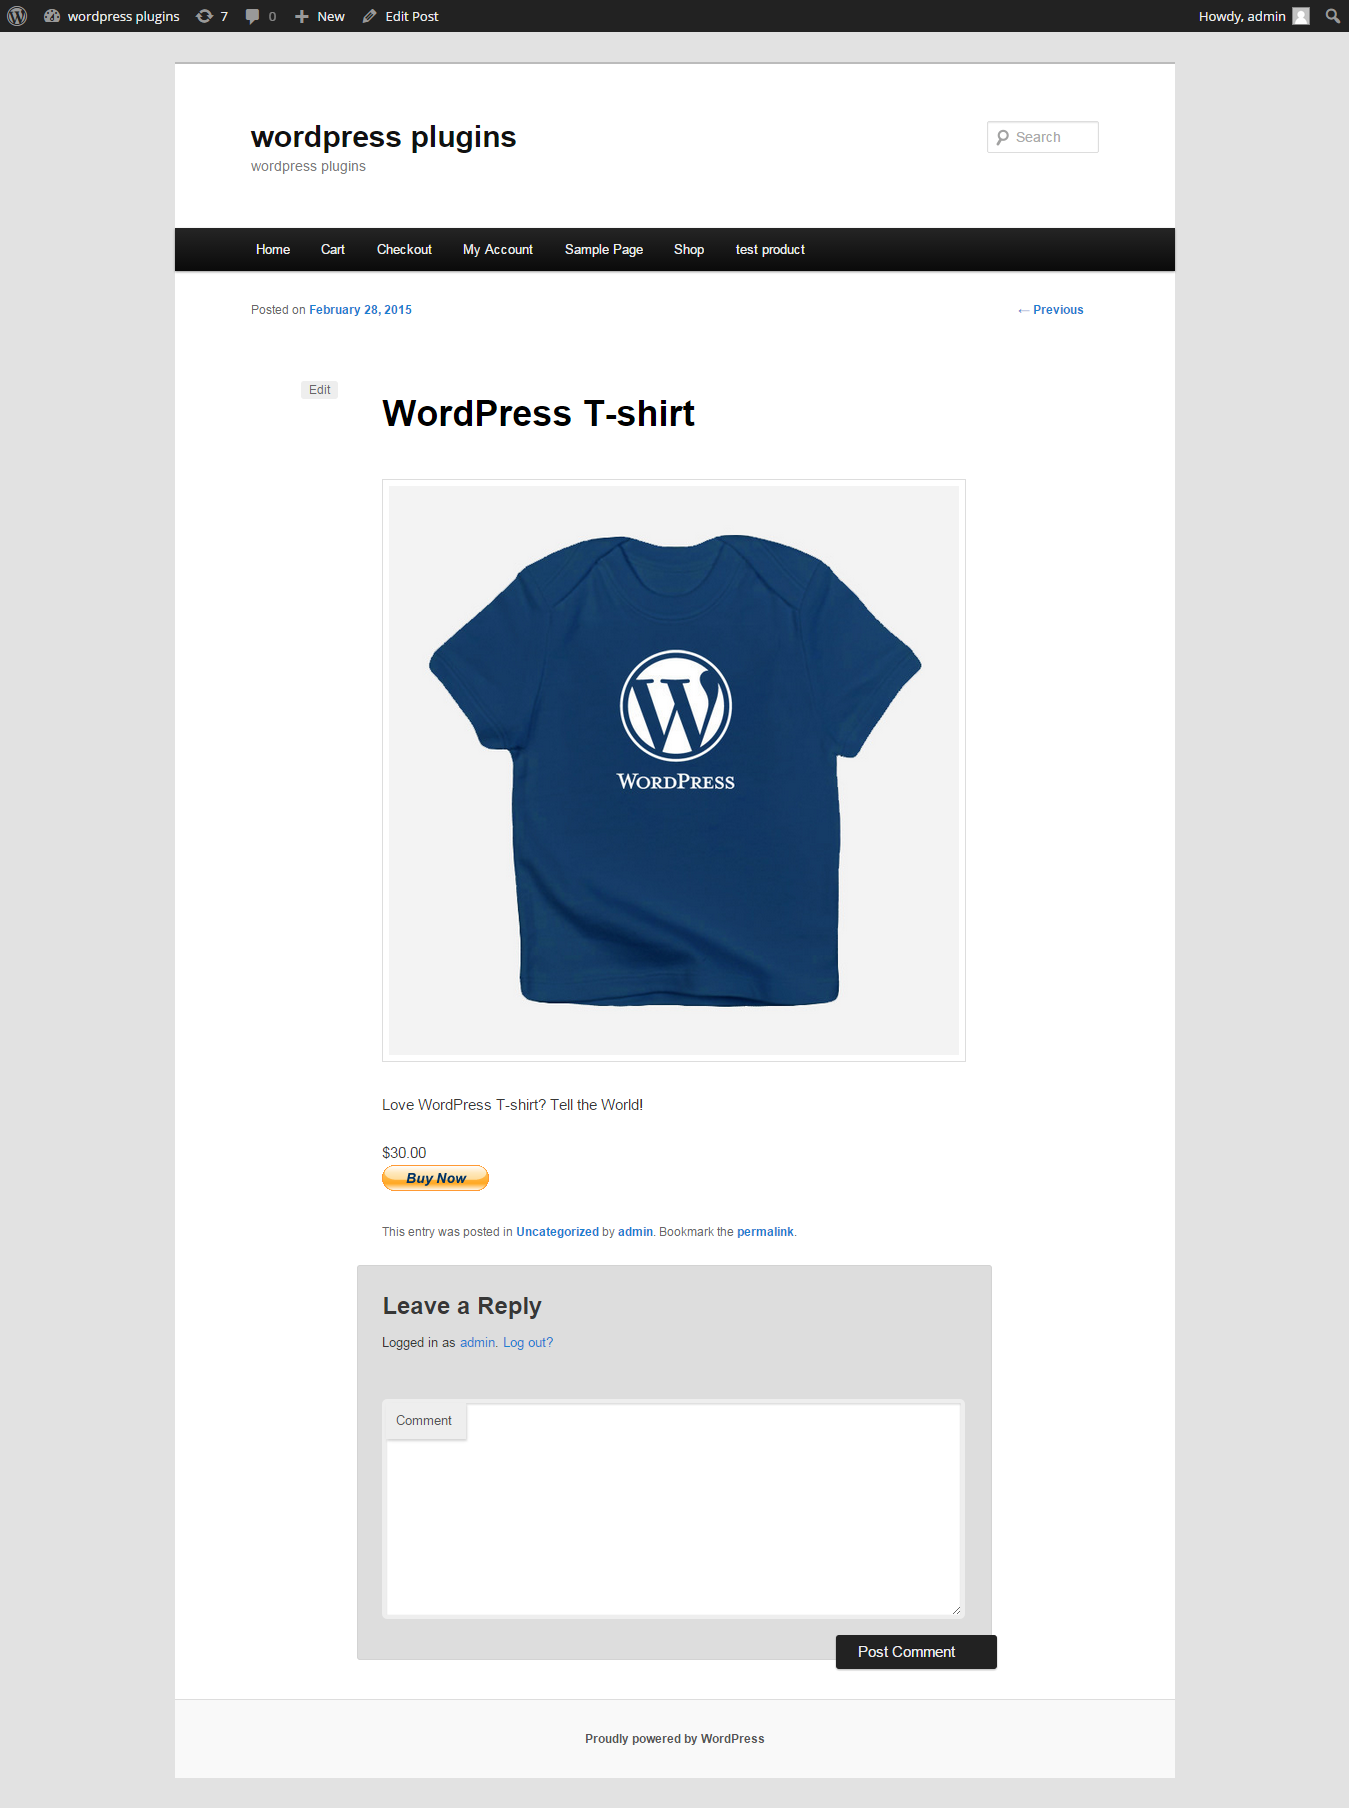 wordpress plugins 7 0 New Edit Post Howdy, admin
wordpress plugins
Search
wordpress plugins
Home Cart Checkout My Account Sample Page Shop test product
Posted on February 28, 2015 ← Previous
Edit
WordPress T-shirt
W
WORDPRESS
Love WordPress T-shirt? Tell the World!
$30.00
Buy Now
This entry was posted in Uncategorized by admin. Bookmark the permalink.
Leave a Reply
Logged in as admin. Log out?
Comment
Post Comment
Proudly powered by WordPress